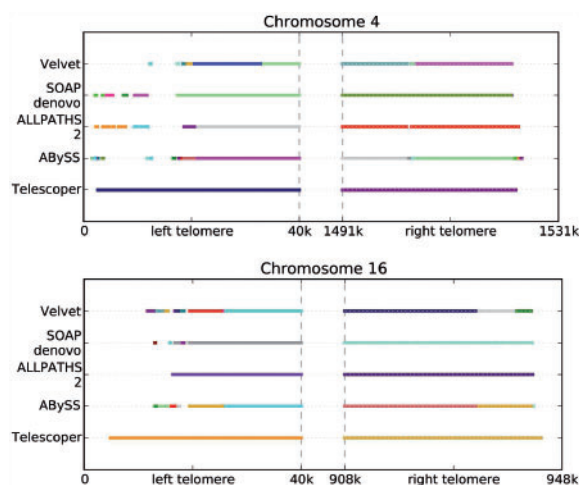 Chromosome 4
Velvet
SOAP
denovo
ALLPATHS
2
ABySS
Telescoper
0 left telomere 40k 1491k right telomere 1531k
Chromosome 16
Velvet
SOAP
denovo
ALLPATHS
2
ABySS
Telescoper
0 left telomere 40k 908k right telomere 948k